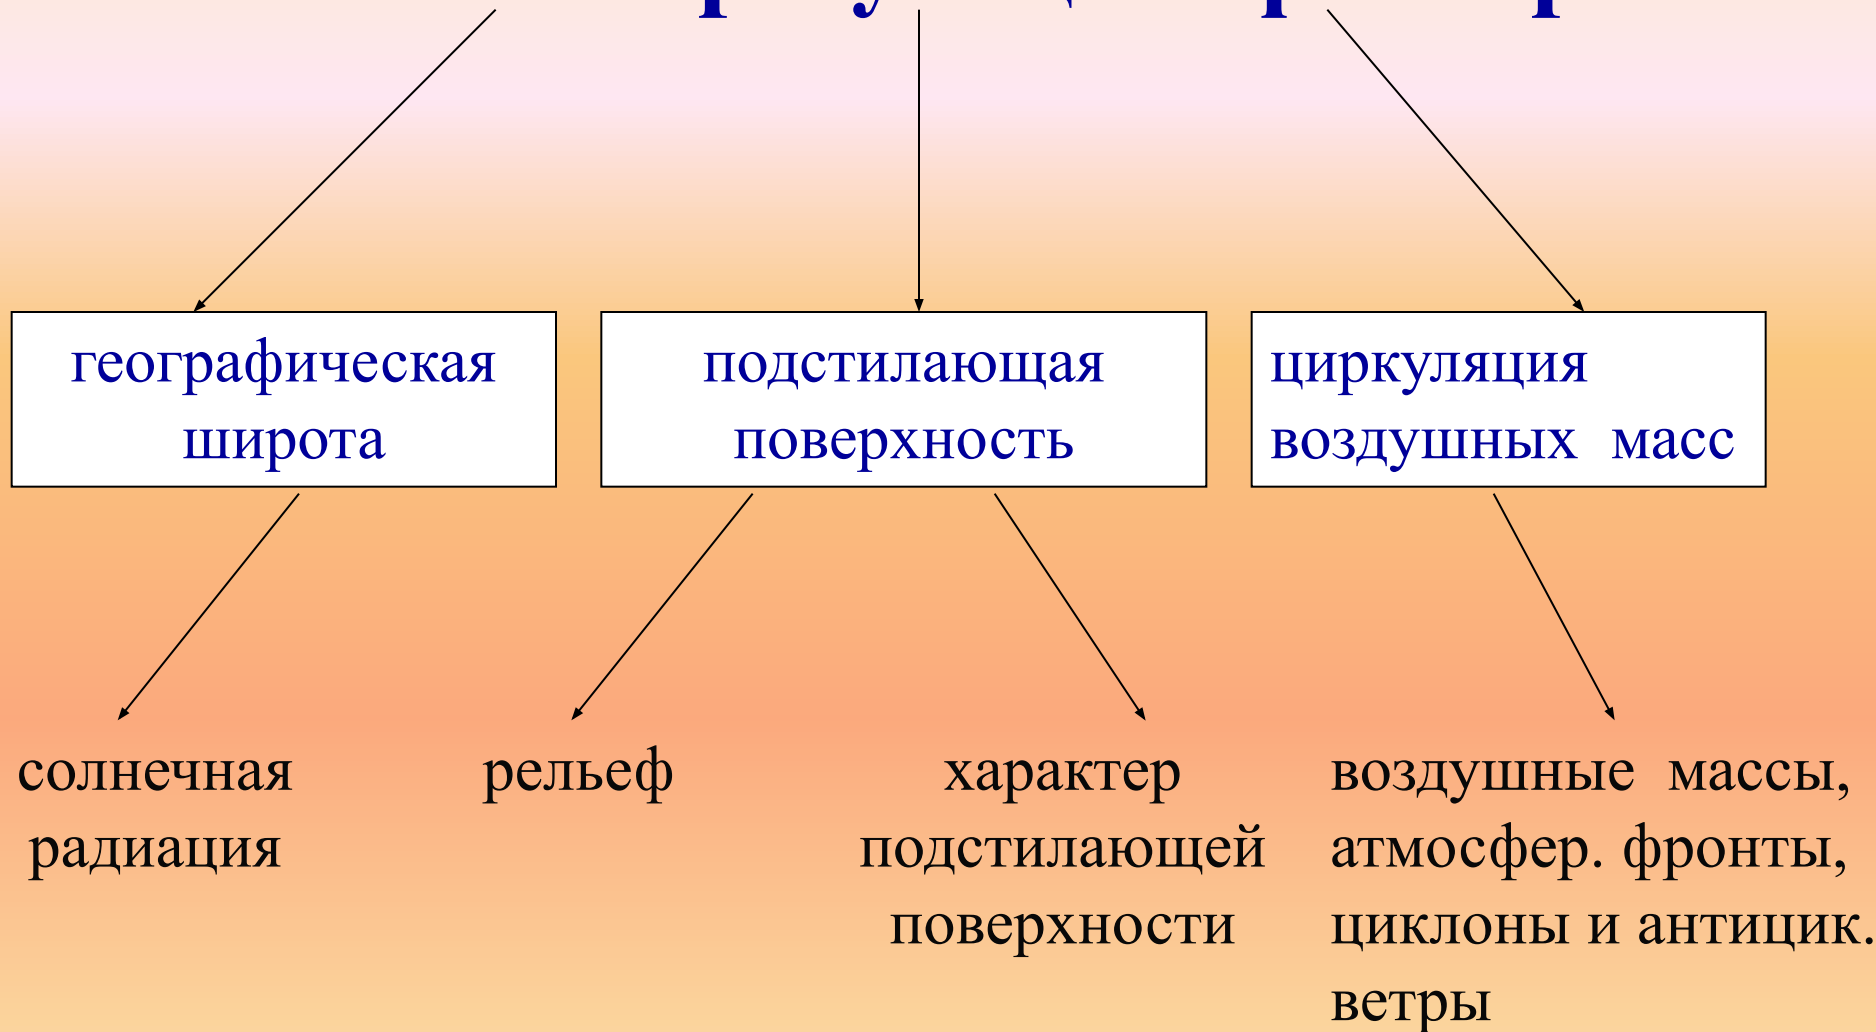 географическая
широта
подстилающая
поверхность
циркуляция
воздушных масс
солнечная
радиация
рельеф
характер
подстилающей
поверхности
воздушные массы,
атмосфер. фронты,
циклоны и антицик.
ветры